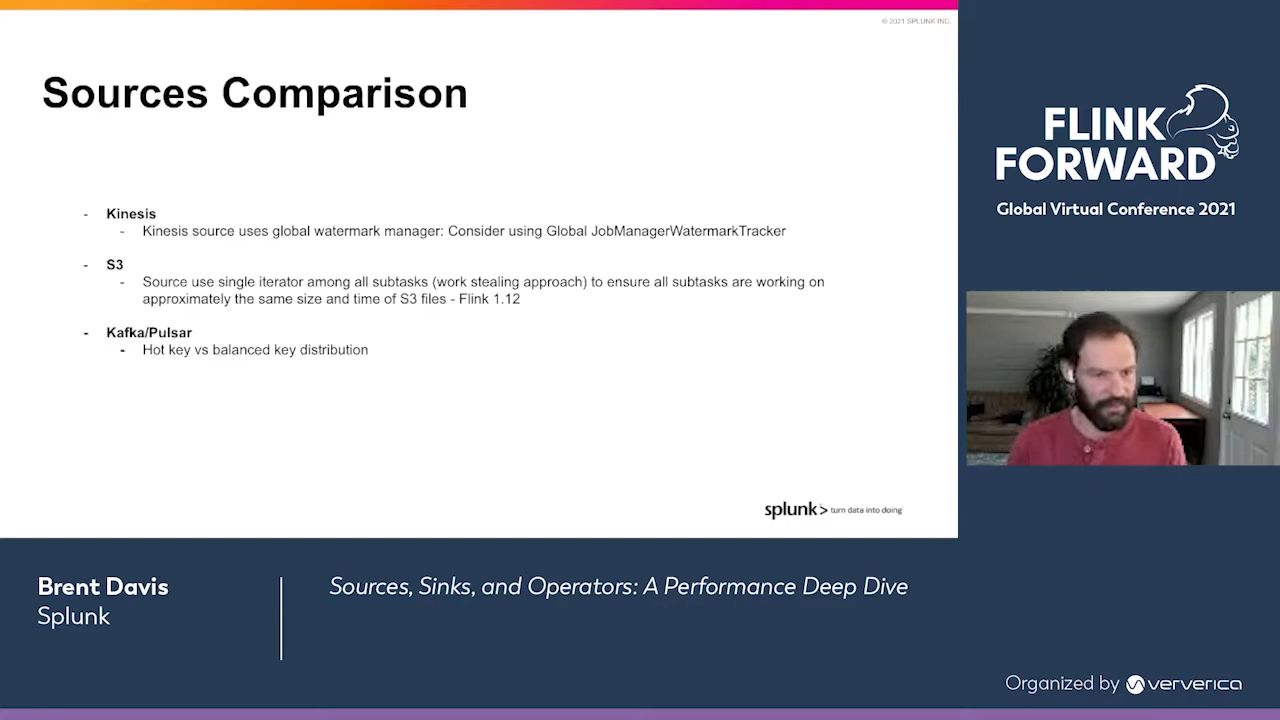 © 2021 SPLUNK INC.
Sources Comparison
- Kinesis
- Kinesis source uses global watermark manager: Consider using Global JobManagerWatermarkTracker
- S3
- Source use single iterator among all subtasks (work stealing approach) to ensure all subtasks are working on
approximately the same size and time of S3 files - Flink 1.12
- Kafka/Pulsar
- Hot key vs balanced key distribution
splunk> turn data into doing
FLINK
FORWARD
Global Virtual Conference 2021
Brent Davis
Splunk
Sources, Sinks, and Operators: A Performance Deep Dive
Organized by ververica